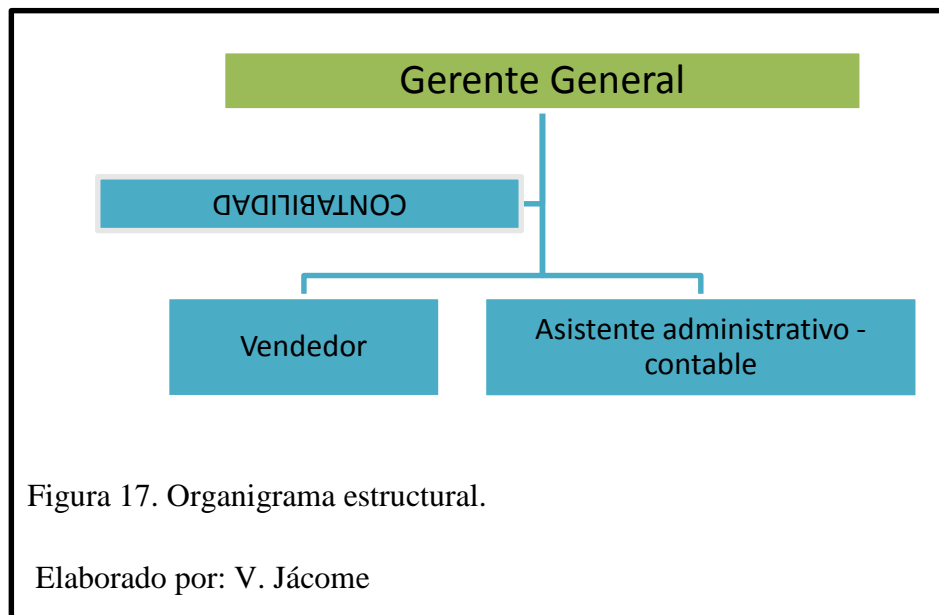 Gerente General
CONTABILIDAD
Vendedor
Asistente administrativo -
contable
Figura 17. Organigrama estructural.
Elaborado por: V. Jácome